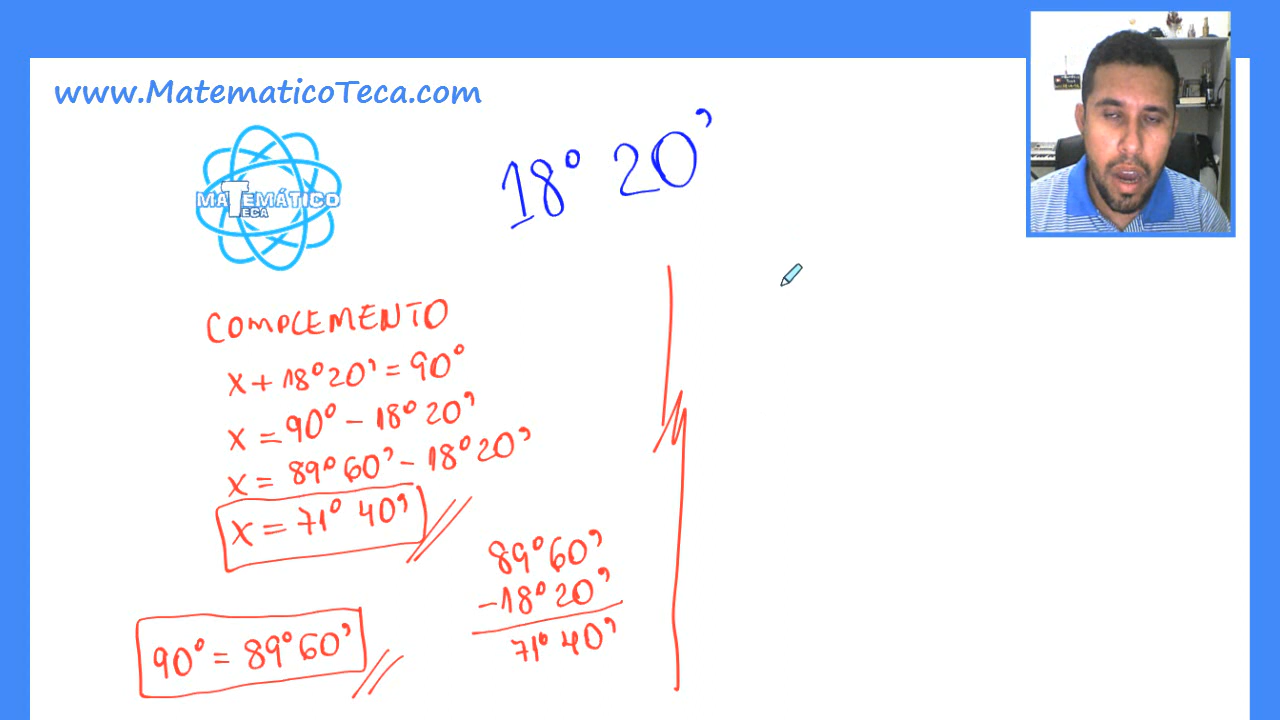 www.MatematicoTeca.com
18° 20'
MATEMÁTICO
TECA
COMPLEMENTO
x + 18° 20' = 90°
x = 90° - 18° 20'
x = 89° 60' - 18° 20'
x = 71° 40'
89° 60'
-18° 20'
71° 40'
90° = 89° 60'